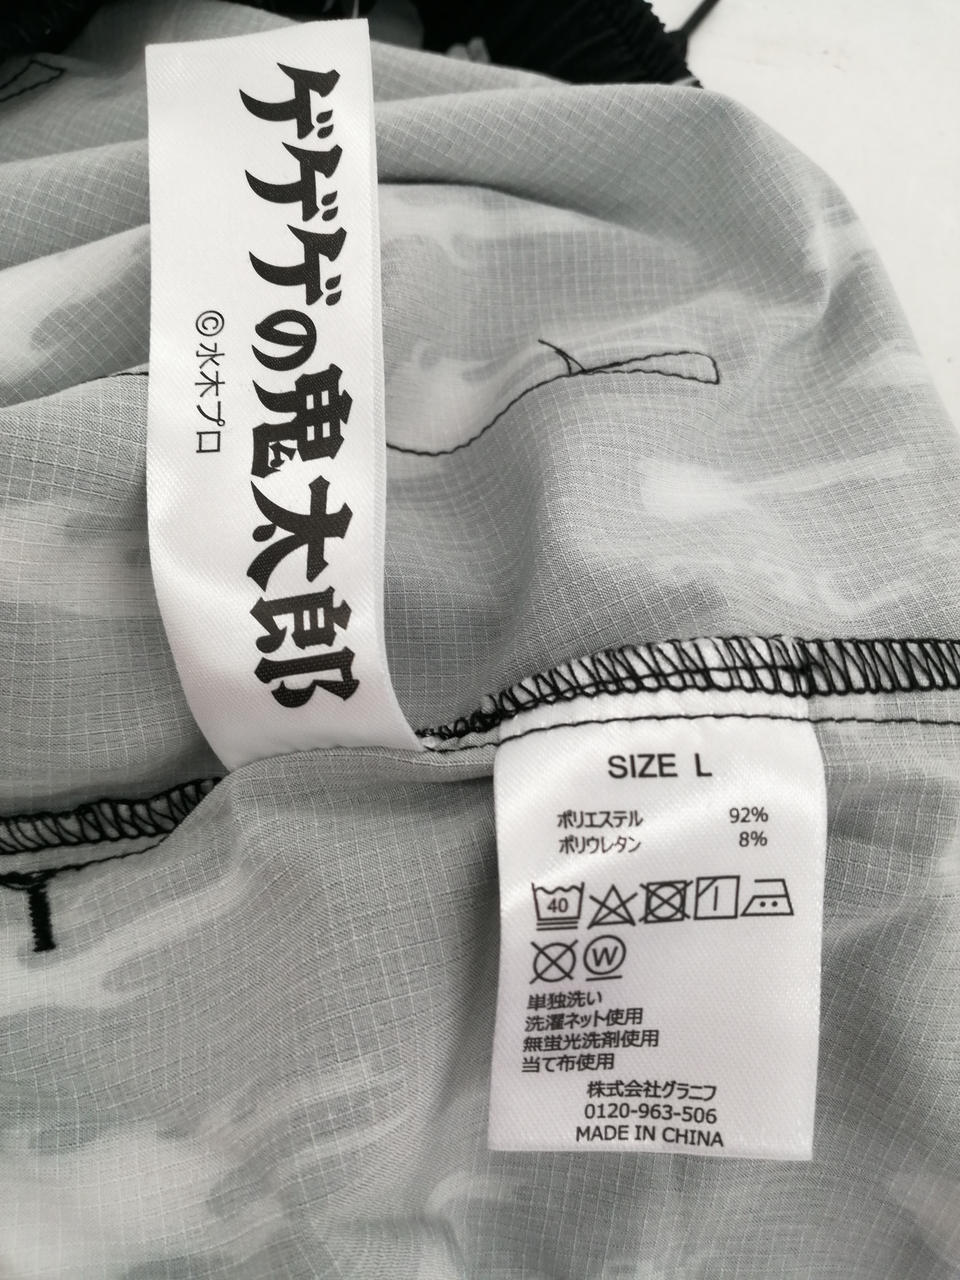 ゲゲゲの鬼太郎
©水木プロ
SIZE L
ポリエステル 92%
ポリウレタン 8%
40
W
単独洗い
洗濯ネット使用
無蛍光洗剤使用
当て布使用
株式会社グラニフ
0120-963-506
MADE IN CHINA